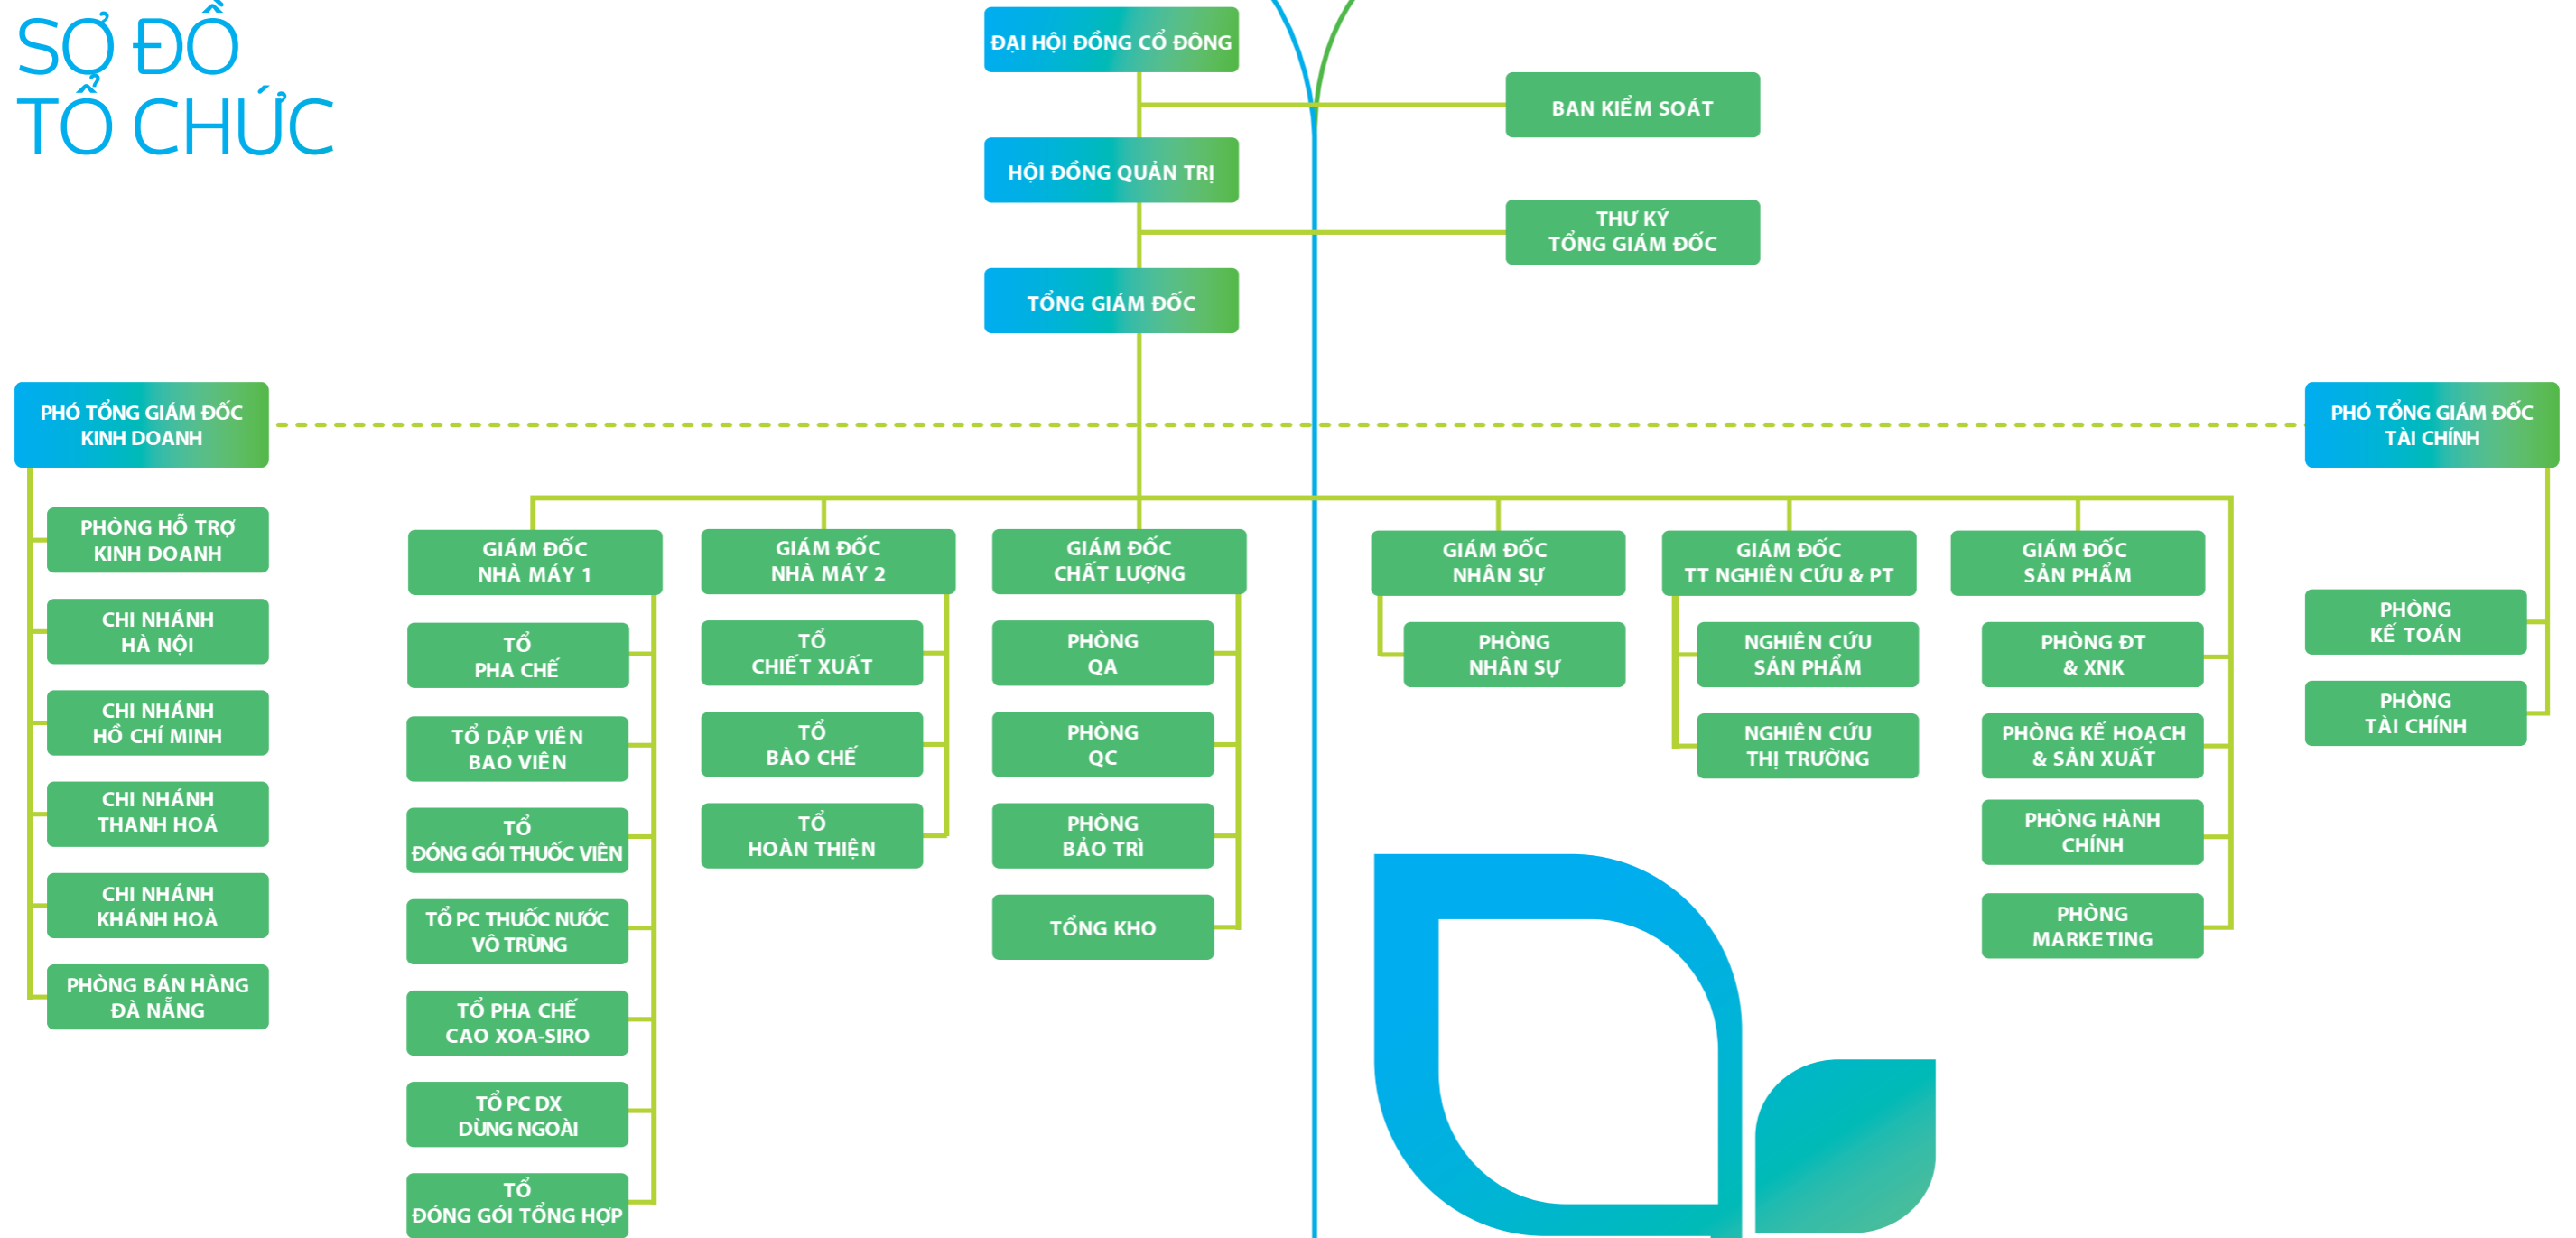 SƠ ĐỒ
TỔ CHỨC
ĐẠI HỘI ĐỒNG CỔ ĐÔNG
BAN KIỂM SOÁT
HỘI ĐỒNG QUẢN TRỊ
THƯ KÝ
TỔNG GIÁM ĐỐC
TỔNG GIÁM ĐỐC
PHÓ TỔNG GIÁM ĐỐC
KINH DOANH
PHÒNG HỖ TRỢ
KINH DOANH
CHI NHÁNH
HÀ NỘI
CHI NHÁNH
HỒ CHÍ MINH
CHI NHÁNH
THANH HOÁ
CHI NHÁNH
KHÁNH HOÀ
PHÒNG BÁN HÀNG
ĐÀ NẴNG
GIÁM ĐỐC
NHÀ MÁY 1
TỔ
PHA CHẾ
TỔ DẬP VIÊN
BAO VIÊN
TỔ
ĐÓNG GÓI THUỐC VIÊN
TỔ PC THUỐC NƯỚC
VÔ TRÙNG
TỔ PHA CHẾ
CAO XOA-SIRO
TỔ PC DX
DÙNG NGOÀI
TỔ
ĐÓNG GÓI TỔNG HỢP
GIÁM ĐỐC
NHÀ MÁY 2
TỔ
CHIẾT XUẤT
TỔ
BÀO CHẾ
TỔ
HOÀN THIỆN
GIÁM ĐỐC
CHẤT LƯỢNG
PHÒNG
QA
PHÒNG
QC
PHÒNG
BẢO TRÌ
TỔNG KHO
GIÁM ĐỐC
NHÂN SỰ
PHÒNG
NHÂN SỰ
GIÁM ĐỐC
TT NGHIÊN CỨU & PT
NGHIÊN CỨU
SẢN PHẨM
NGHIÊN CỨU
THỊ TRƯỜNG
GIÁM ĐỐC
SẢN PHẨM
PHÒNG ĐT
& XNK
PHÒNG KẾ HOẠCH
& SẢN XUẤT
PHÒNG HÀNH
CHÍNH
PHÒNG
MARKETING
PHÓ TỔNG GIÁM ĐỐC
TÀI CHÍNH
PHÒNG
KẾ TOÁN
PHÒNG
TÀI CHÍNH